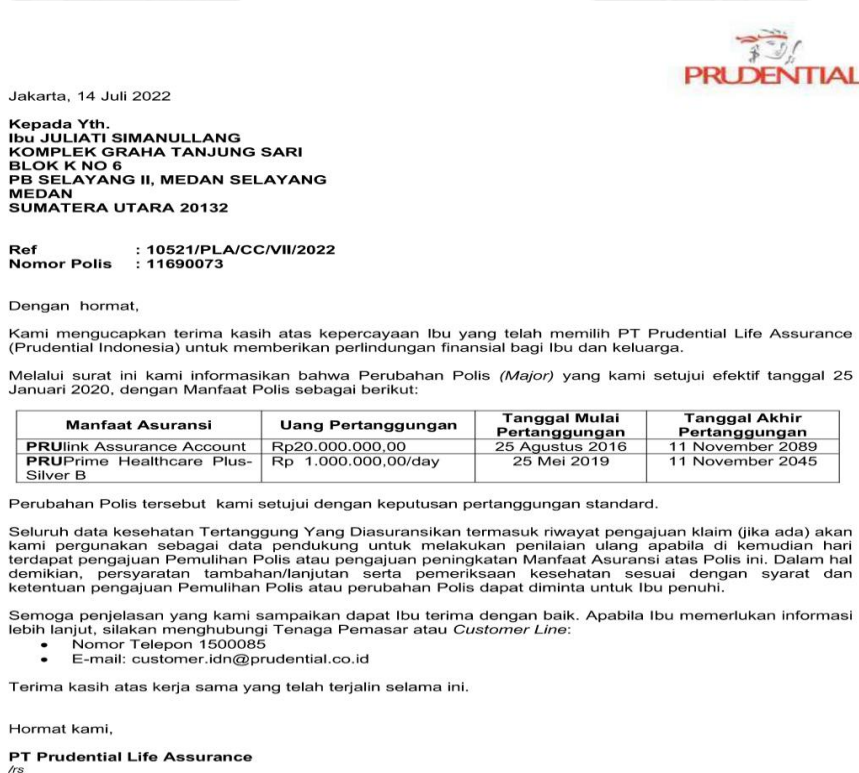 PRUDENTIAL
Jakarta, 14 Juli 2022
Kepada Yth.
Ibu JULIATI SIMANULLANG
KOMPLEK GRAHA TANJUNG SARI
BLOK K NO 6
PB SELAYANG II, MEDAN SELAYANG
MEDAN
SUMATERA UTARA 20132
Ref : 10521/PLA/CC/VII/2022
Nomor Polis : 11690073
Dengan hormat,
Kami mengucapkan terima kasih atas kepercayaan Ibu yang telah memilih PT Prudential Life Assurance
(Prudential Indonesia) untuk memberikan perlindungan finansial bagi Ibu dan keluarga.
Melalui surat ini kami informasikan bahwa Perubahan Polis (Major) yang kami setujui efektif tanggal 25
Januari 2020, dengan Manfaat Polis sebagai berikut:
Manfaat Asuransi Uang Pertanggungan Tanggal Mulai Pertanggungan Tanggal Akhir Pertanggungan
PRUlink Assurance Account Rp20.000.000,00 25 Agustus 2016 11 November 2089
PRUPrime Healthcare Plus- Rp 1.000.000,00/day 25 Mei 2019 11 November 2045
Silver B
Perubahan Polis tersebut kami setujui dengan keputusan pertanggungan standard.
Seluruh data kesehatan Tertanggung Yang Diasuransikan termasuk riwayat pengajuan klaim (jika ada) akan
kami pergunakan sebagai data pendukung untuk melakukan penilaian ulang apabila di kemudian hari
terdapat pengajuan Pemulihan Polis atau pengajuan peningkatan Manfaat Asuransi atas Polis ini. Dalam hal
demikian, persyaratan tambahan/lanjutan serta pemeriksaan kesehatan sesuai dengan syarat dan
ketentuan pengajuan Pemulihan Polis atau perubahan Polis dapat diminta untuk Ibu penuhi.
Semoga penjelasan yang kami sampaikan dapat Ibu terima dengan baik. Apabila Ibu memerlukan informasi
lebih lanjut, silakan menghubungi Tenaga Pemasar atau Customer Line:
• Nomor Telepon 1500085
• E-mail: customer.idn@prudential.co.id
Terima kasih atas kerja sama yang telah terjalin selama ini.
Hormat kami,
PT Prudential Life Assurance
/rs